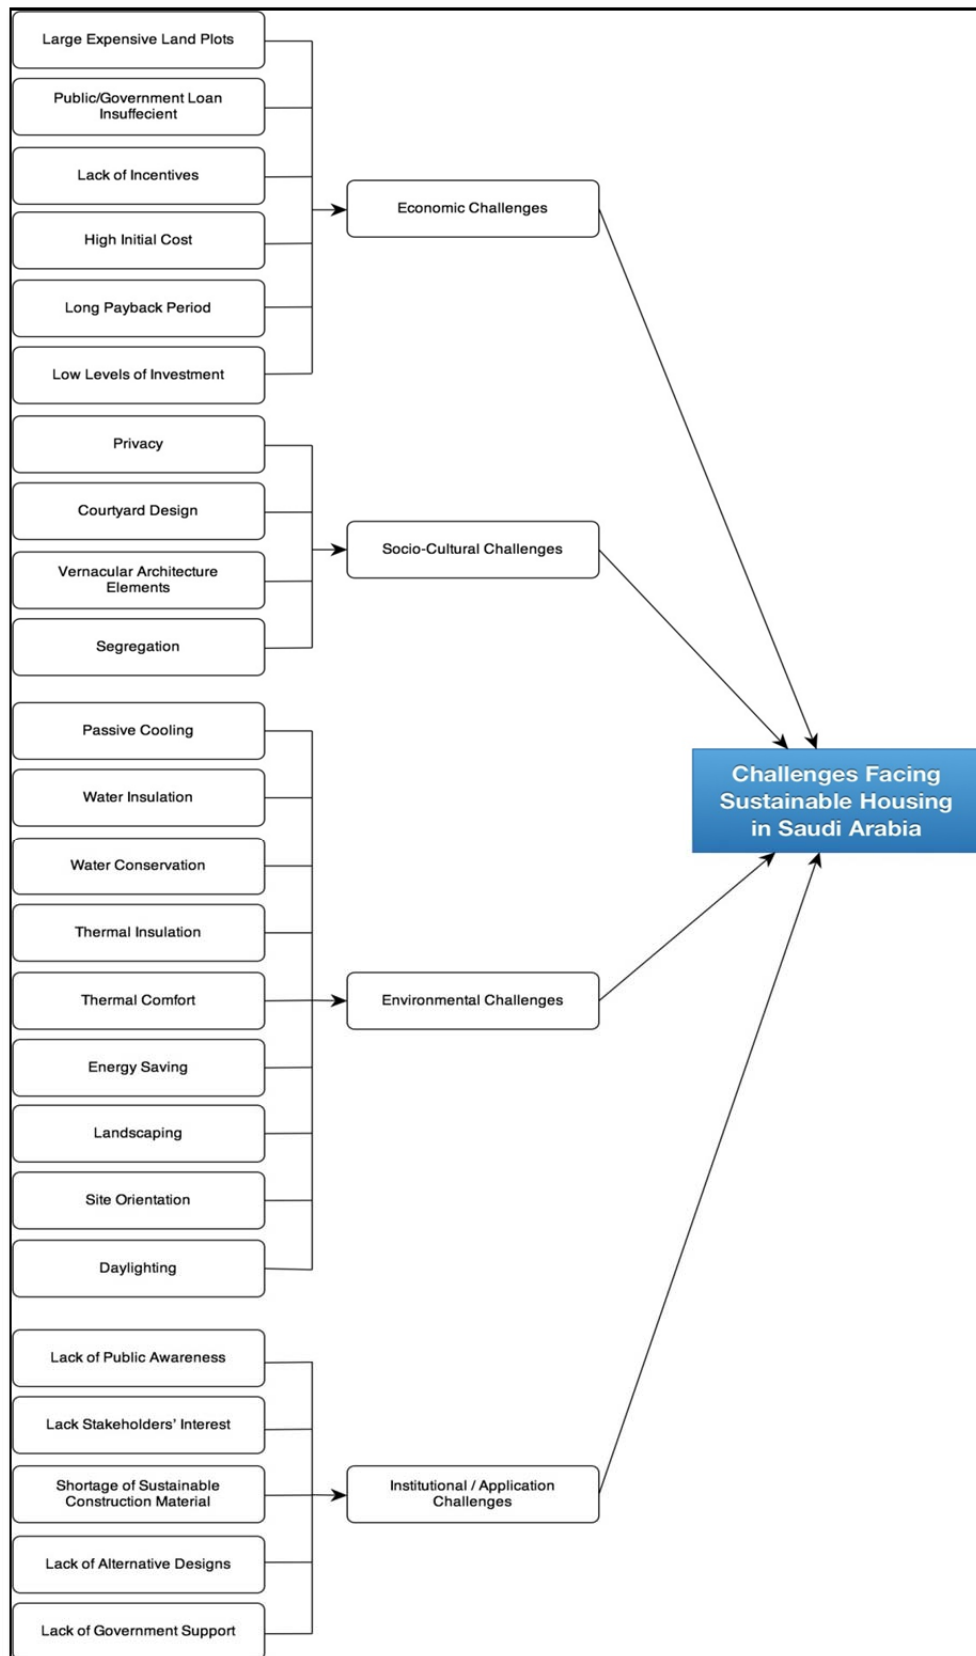 Large Expensive Land Plots
Public/Government Loan
Insuffecient
Lack of Incentives
High Initial Cost
Long Payback Period
Low Levels of Investment
Economic Challenges
Privacy
Courtyard Design
Vernacular Architecture
Elements
Segregation
Socio-Cultural Challenges
Passive Cooling
Water Insulation
Water Conservation
Thermal Insulation
Thermal Comfort
Energy Saving
Landscaping
Site Orientation
Daylighting
Environmental Challenges
Lack of Public Awareness
Lack Stakeholders' Interest
Shortage of Sustainable
Construction Material
Lack of Alternative Designs
Lack of Government Support
Institutional / Application
Challenges
Challenges Facing
Sustainable Housing
in Saudi Arabia